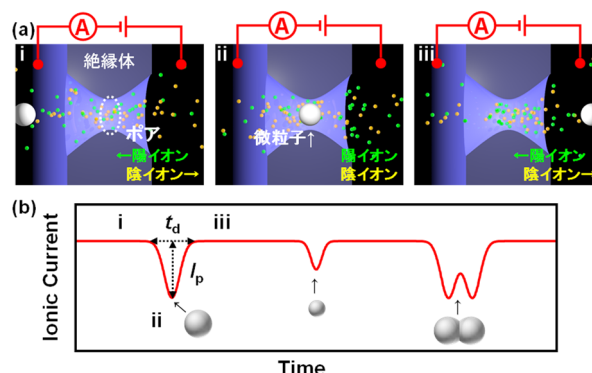 (a)
A
A
A
i
ii
iii
絶縁体
ポア
微粒子↑
←陽イオン
陰イオン→
陽イオン
陰イオン
←陽イオン
陰イオン→
(b)
i
td
iii
Ip
ii
Ionic Current
Time